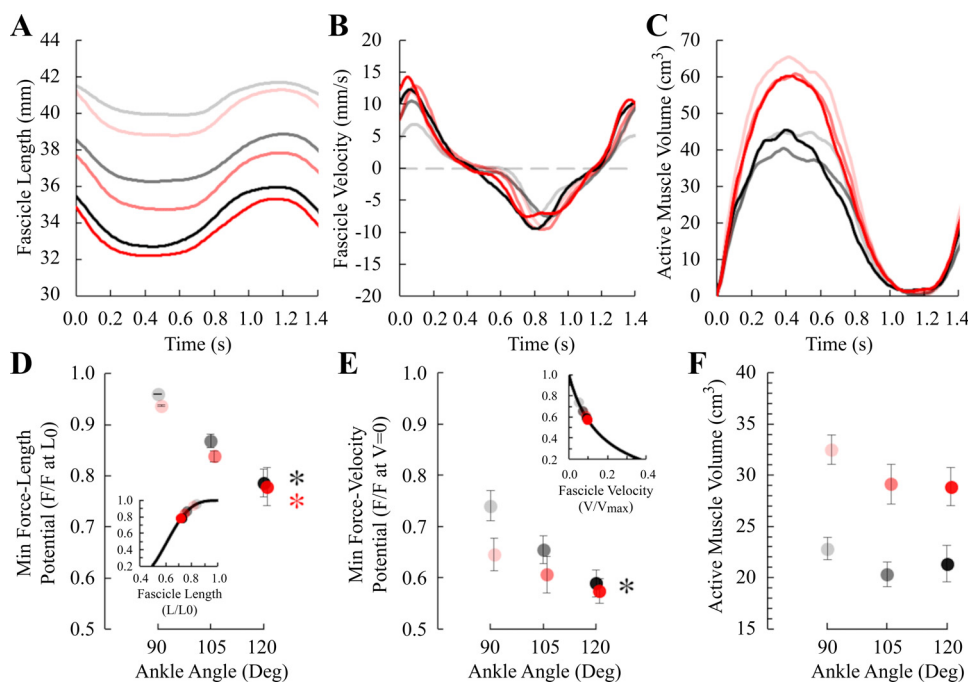 A
Fascicle Length (mm)
44
42
40
38
36
34
32
30
0.0 0.2 0.4 0.6 0.8 1.0 1.2 1.4
Time (s)
B
Fascicle Velocity (mm/s)
20
15
10
5
0
-5
-10
-15
-20
0.0 0.2 0.4 0.6 0.8 1.0 1.2 1.4
Time (s)
C
Active Muscle Volume (cm³)
70
60
50
40
30
20
10
0
0.0 0.2 0.4 0.6 0.8 1.0 1.2 1.4
Time (s)
D
Min Force-Length
Potential (F/F at L0)
1.0
0.9
0.8
0.7
0.6
0.5
*
*
1.0
0.8
0.6
0.4
0.2
0.4 0.6 0.8 1.0
Fascicle Length
(L/L0)
90 105 120
Ankle Angle (Deg)
E
Min Force-Velocity
Potential (F/F at V=0)
1.0
0.9
0.8
0.7
0.6
0.5
1.0
0.8
0.6
0.4
0.2
0.0 0.2 0.4
Fascicle Velocity
(V/Vmax)
*
90 105 120
Ankle Angle (Deg)
F
Active Muscle Volume (cm³)
40
35
30
25
20
15
90 105 120
Ankle Angle (Deg)